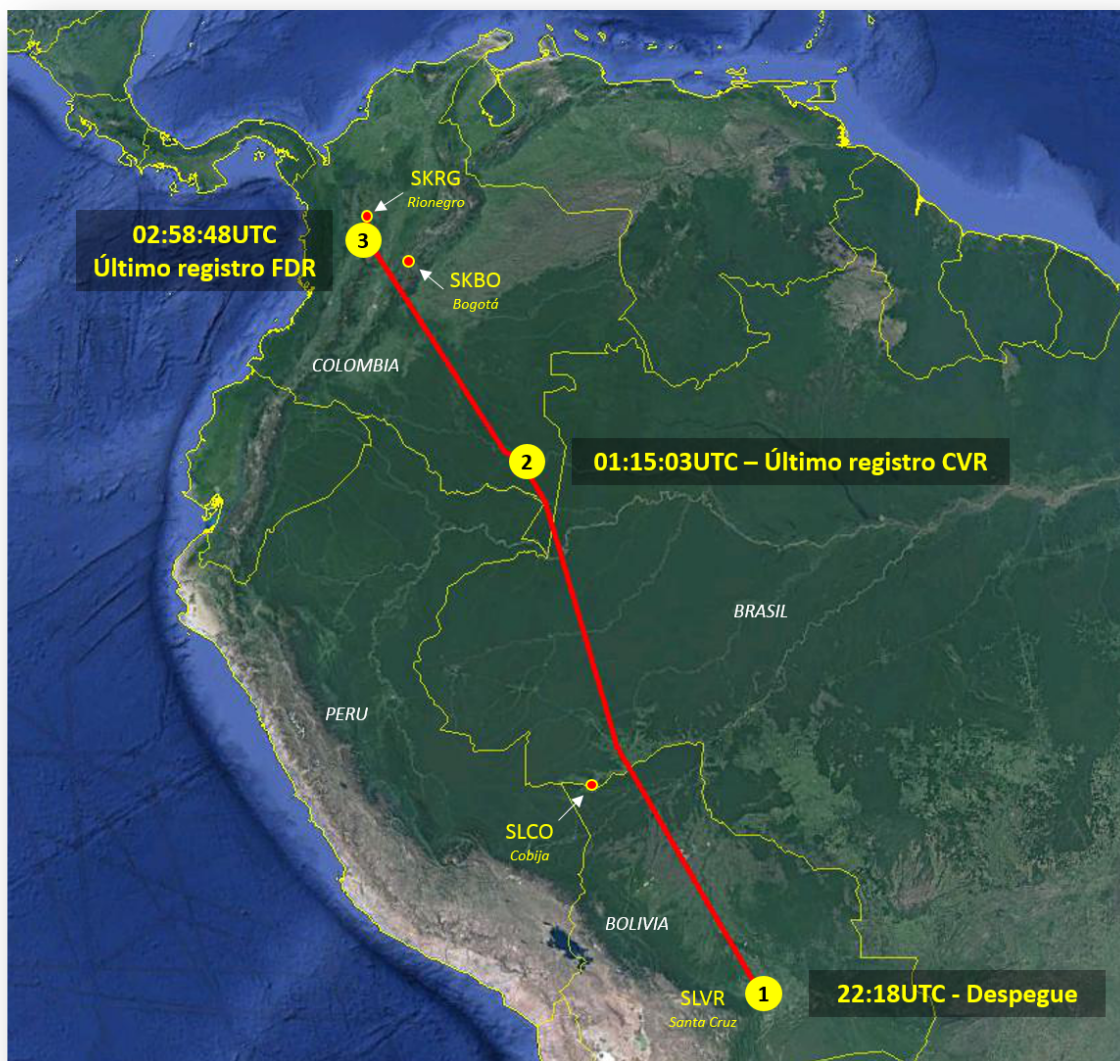 SKRG
Rionegro
02:58:48UTC
Último registro FDR
3
SKBO
Bogotá
COLOMBIA
2
01:15:03UTC – Último registro CVR
BRASIL
PERU
SLCO
Cobija
BOLIVIA
SLVR
Santa Cruz
1
22:18UTC - Despegue